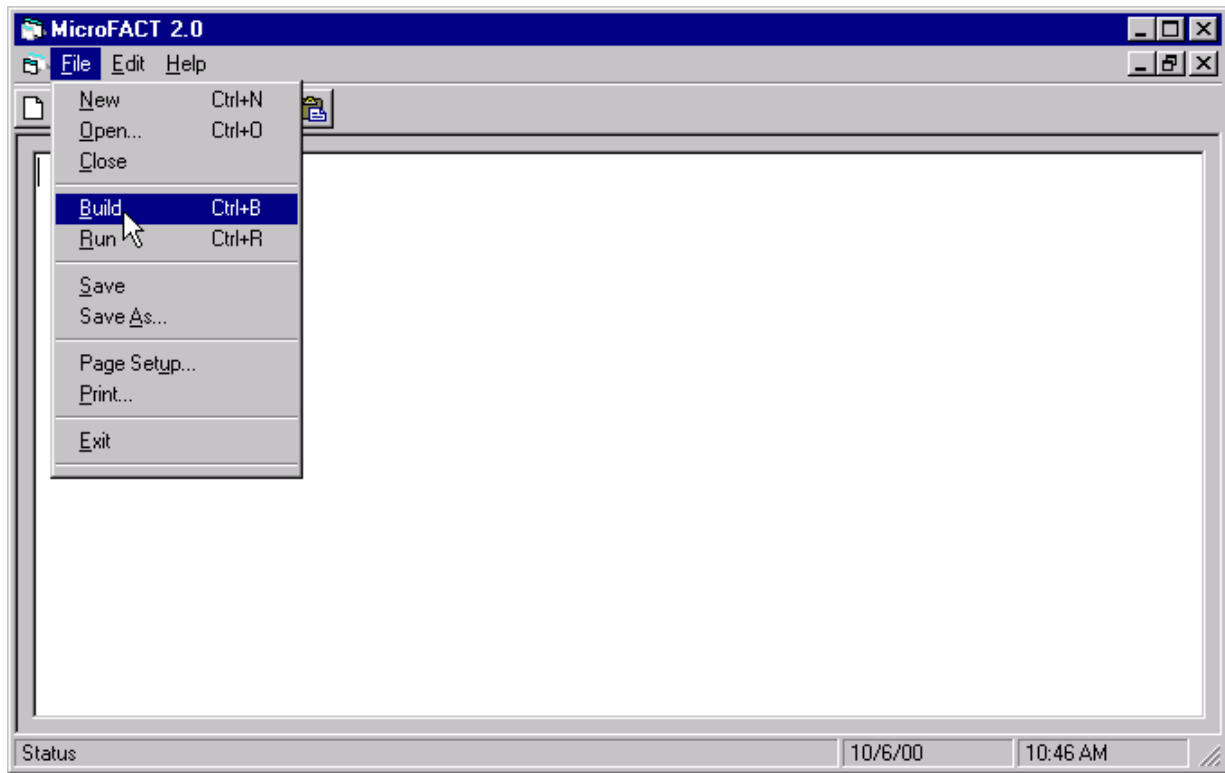 MicroFACT 2.0
File Edit Help
New Ctrl+N
Open... Ctrl+O
Close
Build Ctrl+B
Run Ctrl+R
Save
Save As...
Page Setup...
Print...
Exit
Status 10/6/00 10:46 AM